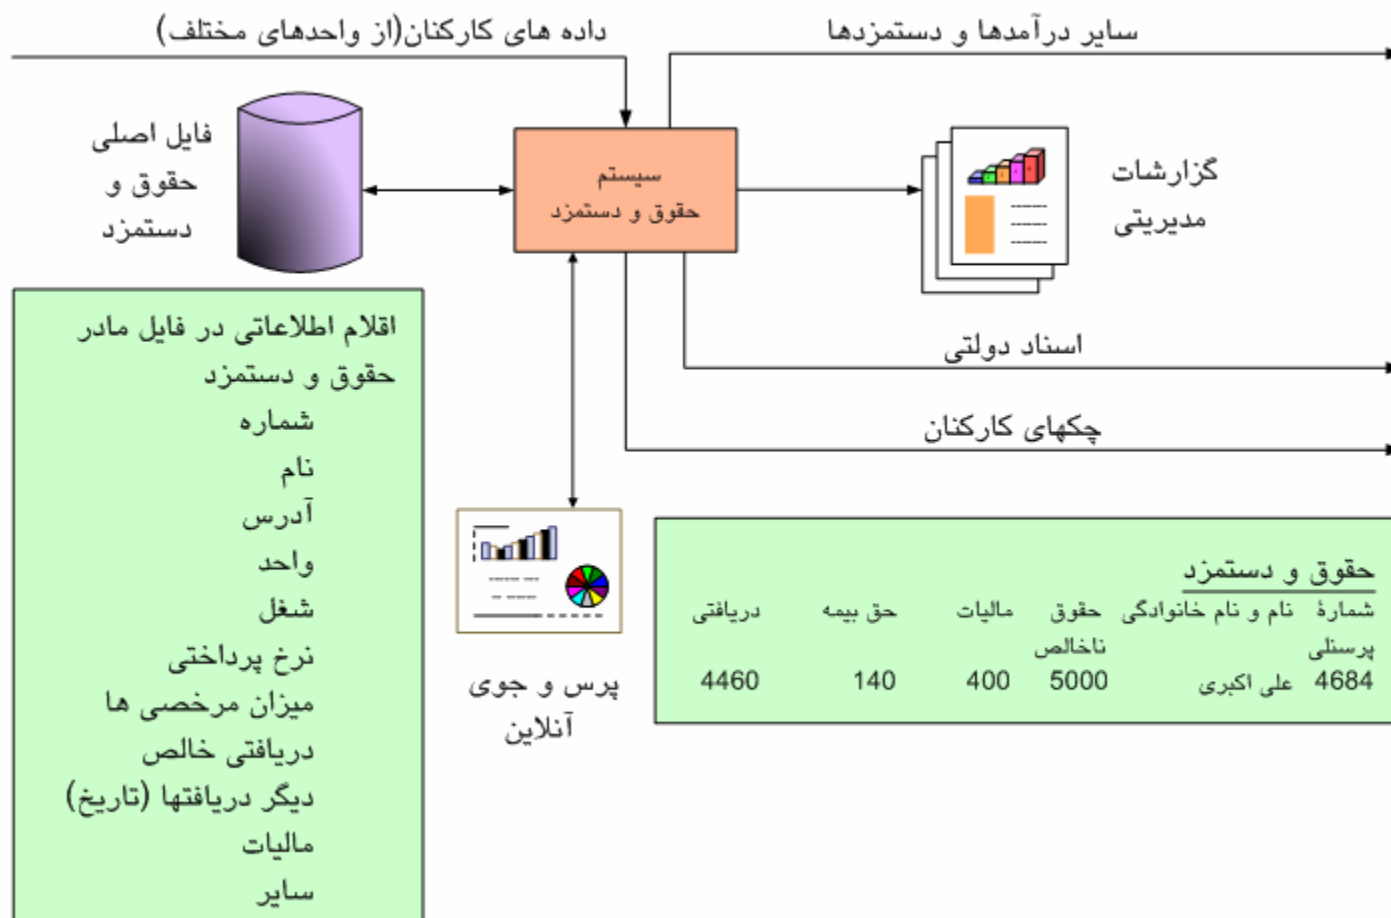 داده های کارکنان(از واحدهای مختلف)
سایر درآمدها و دستمزدها
فایل اصلی
حقوق و
دستمزد
سیستم
حقوق و دستمزد
گزارشات
مدیریتی
اسناد دولتی
چکهای کارکنان
پرس و جوی
آنلاین
اقلام اطلاعاتی در فایل مادر
حقوق و دستمزد
شماره
نام
آدرس
واحد
شغل
نرخ پرداختی
میزان مرخصی ها
دریافتی خالص
دیگر دریافتها (تاریخ)
مالیات
سایر
حقوق و دستمزد
شمارۀ نام و نام خانوادگی حقوق مالیات حق بیمه دریافتی
پرسنلی ناخالص
4684 علی اکبری 5000 400 140 4460